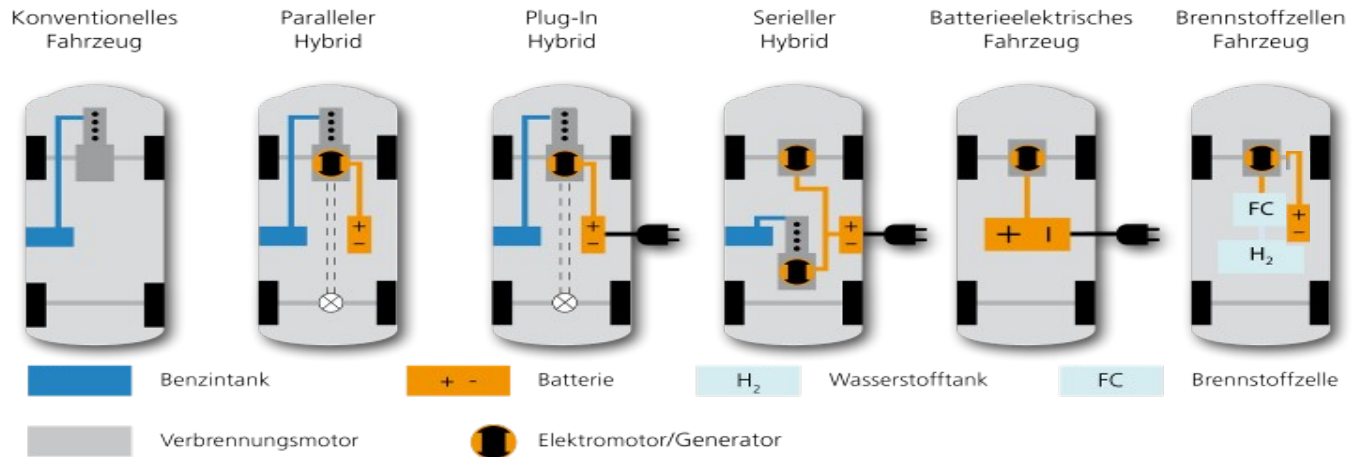 Konventionelles
Fahrzeug
Paralleler
Hybrid
Plug-In
Hybrid
Serieller
Hybrid
Batterieelektrisches
Fahrzeug
Brennstoffzellen
Fahrzeug
+
-
+
-
+
-
+ -
FC
+
-
H₂
Benzintank
+ -
Batterie
H₂
Wasserstofftank
FC
Brennstoffzelle
Verbrennungsmotor
Elektromotor/Generator